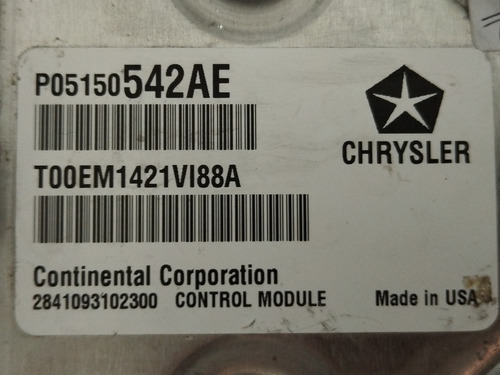 P05150542AE
CHRYSLER
T00EM1421VI88A
Continental Corporation
2841093102300 CONTROL MODULE Made in USA